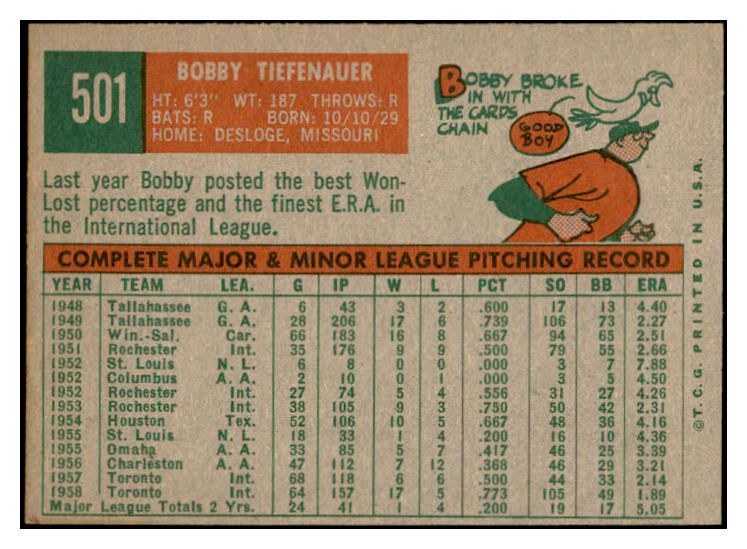 501
BOBBY TIEFENAUER
HT: 6'3" WT: 187 THROWS: R
BATS: R BORN: 10/10/29
HOME: DESLOGE, MISSOURI
BOBBY BROKE
IN WITH
THE CARDS
CHAIN
GOOD
BOY
Last year Bobby posted the best Won-
Lost percentage and the finest E.R.A. in
the International League.
COMPLETE MAJOR & MINOR LEAGUE PITCHING RECORD
YEAR TEAM LEA. G IP W L PCT SO BB ERA
1948 Tallahassee G. A. 6 43 3 2 .600 17 13 4.40
1949 Tallahassee G. A. 28 206 17 6 .739 106 73 2.27
1950 Win.-Sal. Car. 66 183 16 8 .667 94 65 2.51
1951 Rochester Int. 35 176 9 9 .500 79 55 2.66
1952 St. Louis N. L. 6 8 0 0 .000 3 7 7.88
1952 Columbus A. A. 2 10 0 1 .000 3 5 4.50
1952 Rochester Int. 27 74 5 4 .556 31 27 4.26
1953 Rochester Int. 38 105 9 3 .750 50 42 2.31
1954 Houston Tex. 52 106 10 5 .667 48 36 4.16
1955 St. Louis N. L. 18 33 1 4 .200 16 10 4.36
1955 Omaha A. A. 33 85 5 7 .417 46 25 3.39
1956 Charleston A. A. 47 112 7 12 .368 46 29 3.21
1957 Toronto Int. 18 80 6 6 .500 44 33 2.14
1958 Toronto Int. 64 157 17 5 .773 105 49 1.89
Major League Totals 2 Yrs. 24 41 1 4 .200 19 17 5.05
©T. C. G. PRINTED IN U.S.A.